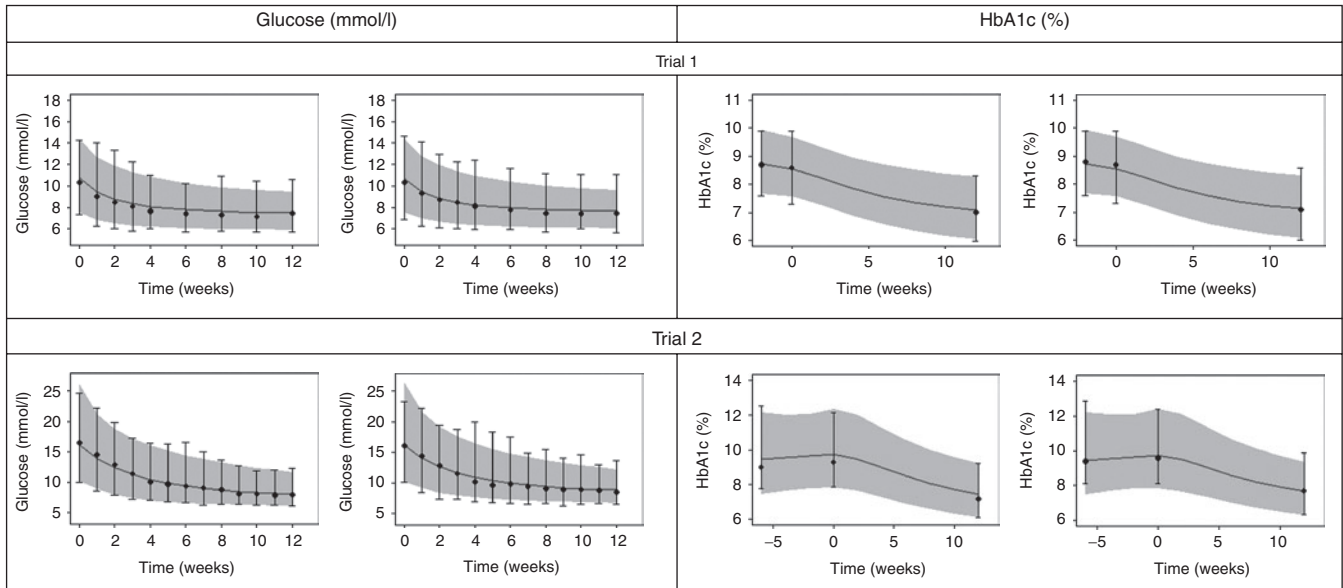 Glucose (mmol/l) HbA1c (%)
Trial 1
Glucose (mmol/l)
18
16
14
12
10
8
6
0 2 4 6 8 10 12
Time (weeks)
Glucose (mmol/l)
18
16
14
12
10
8
6
0 2 4 6 8 10 12
Time (weeks)
HbA1c (%)
11
10
9
8
7
6
0 5 10
Time (weeks)
HbA1c (%)
11
10
9
8
7
6
0 5 10
Time (weeks)
Trial 2
Glucose (mmol/l)
25
20
15
10
5
0 2 4 6 8 10 12
Time (weeks)
Glucose (mmol/l)
25
20
15
10
5
0 2 4 6 8 10 12
Time (weeks)
HbA1c (%)
14
12
10
8
6
–5 0 5 10
Time (weeks)
HbA1c (%)
14
12
10
8
6
–5 0 5 10
Time (weeks)